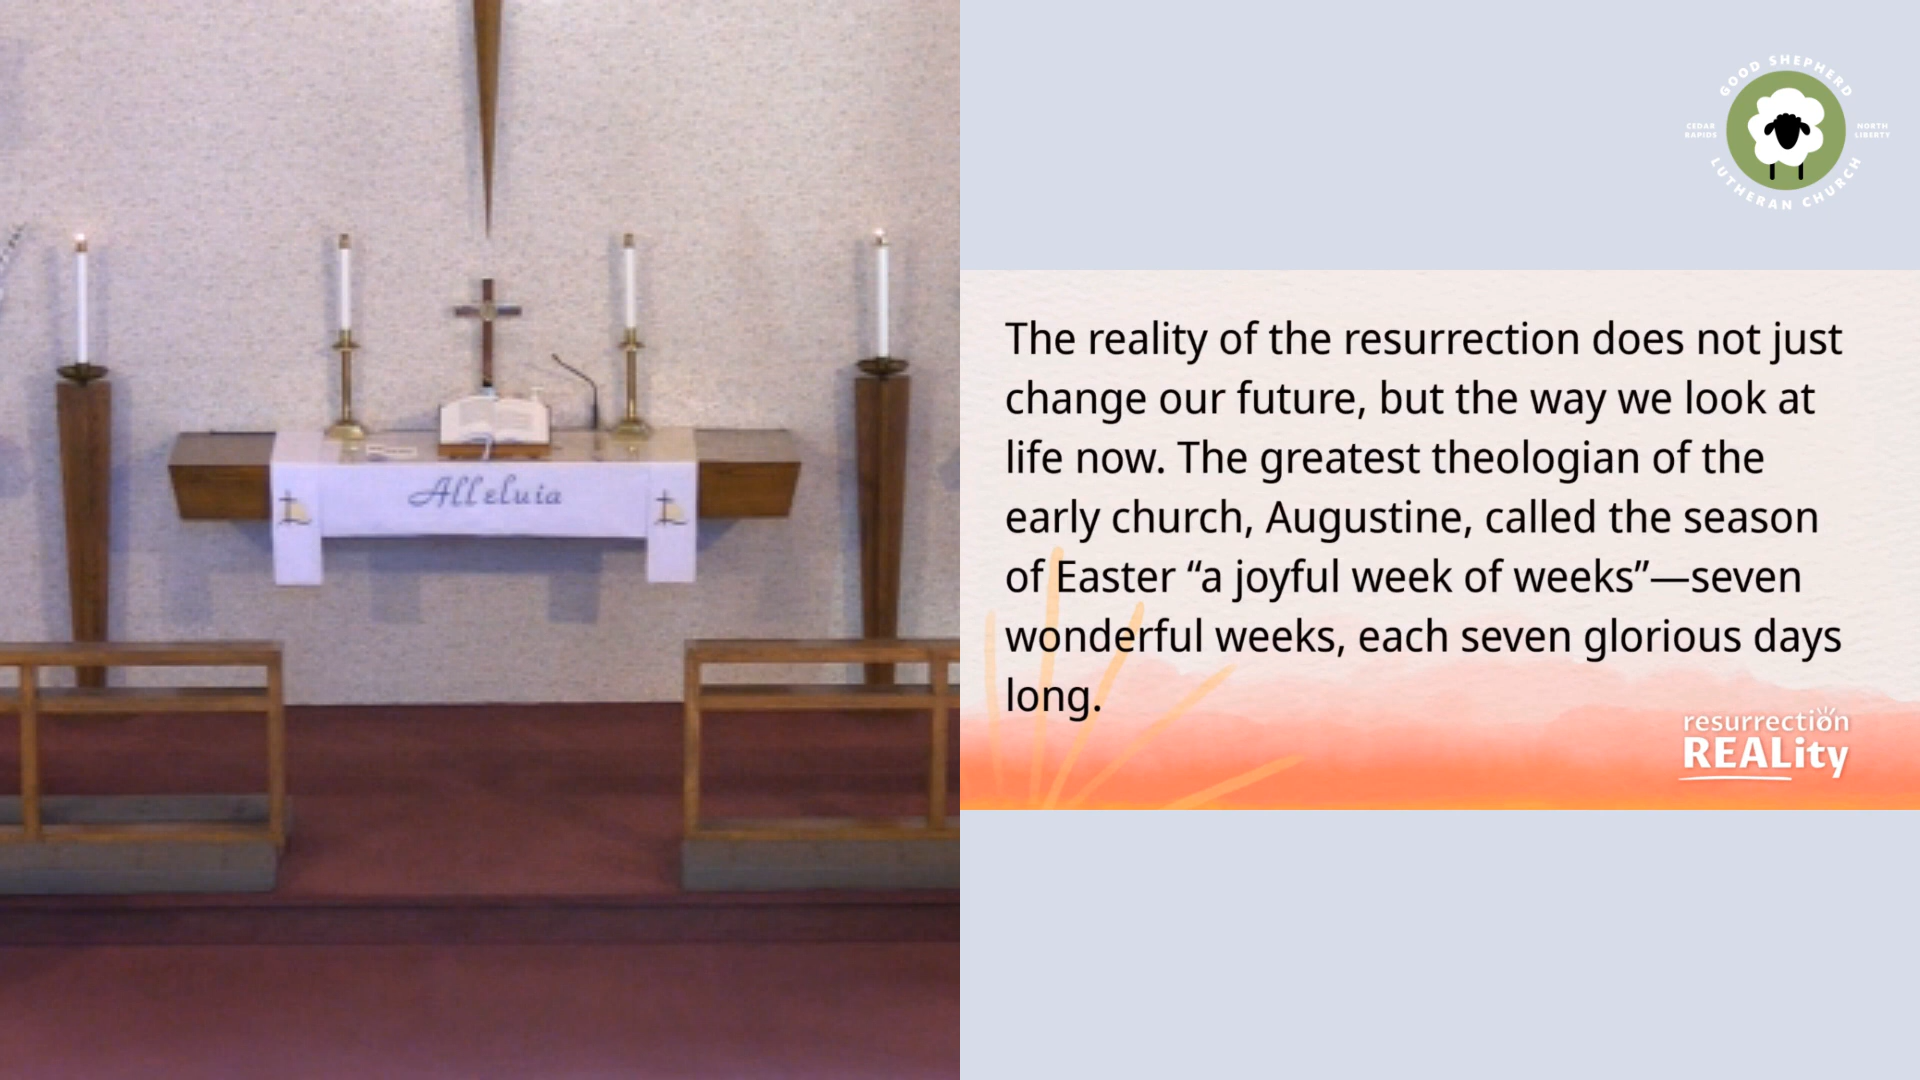 Alleluia
GOOD SHEPHERD
CEDAR
RAPIDS
NORTH
LIBERTY
LUTHERAN CHURCH
The reality of the resurrection does not just
change our future, but the way we look at
life now. The greatest theologian of the
early church, Augustine, called the season
of Easter “a joyful week of weeks”—seven
wonderful weeks, each seven glorious days
long.
resurrection
REALity